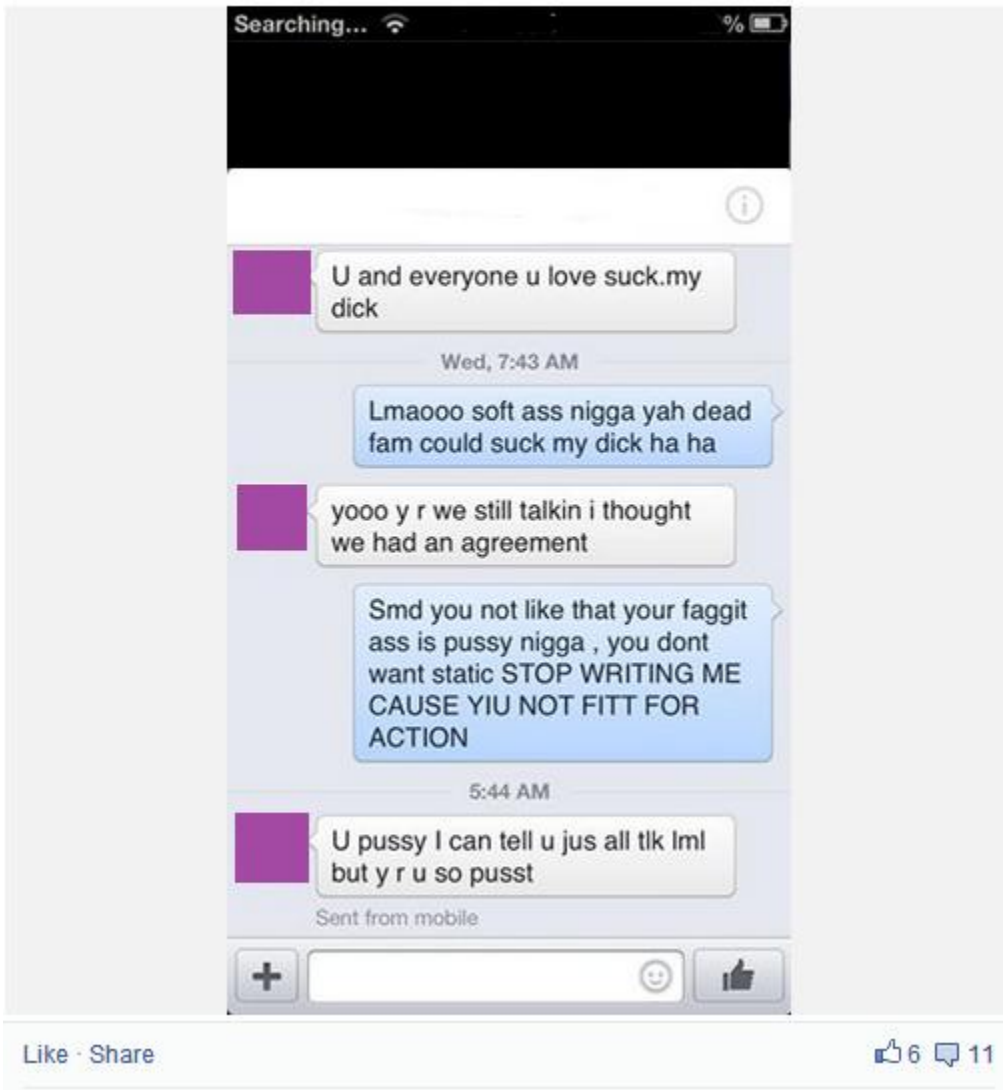 Searching... %
U and everyone u love suck.my
dick
Wed, 7:43 AM
Lmaooo soft ass nigga yah dead
fam could suck my dick ha ha
yooo y r we still talkin i thought
we had an agreement
Smd you not like that your faggit
ass is pussy nigga , you dont
want static STOP WRITING ME
CAUSE YIU NOT FITT FOR
ACTION
5:44 AM
U pussy I can tell u jus all tlk lml
but y r u so pusst
Sent from mobile
Like · Share 6 11